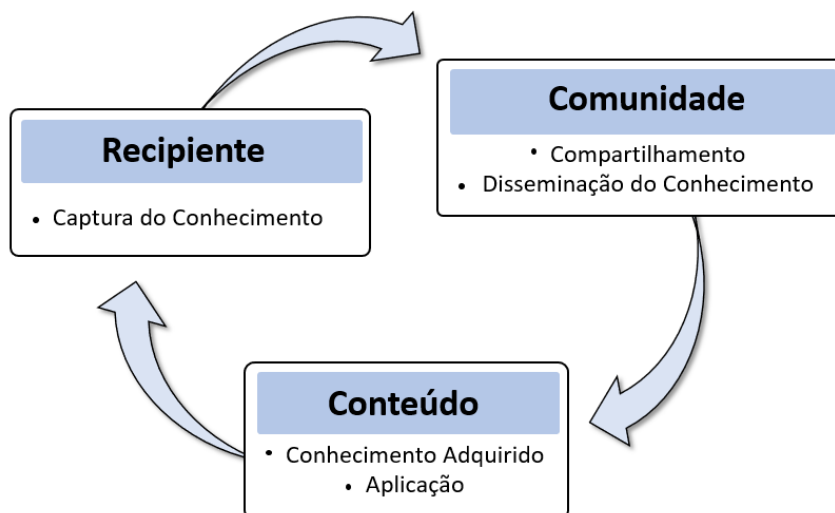 Recipiente
• Captura do Conhecimento
Comunidade
• Compartilhamento
• Disseminação do Conhecimento
Conteúdo
• Conhecimento Adquirido
• Aplicação